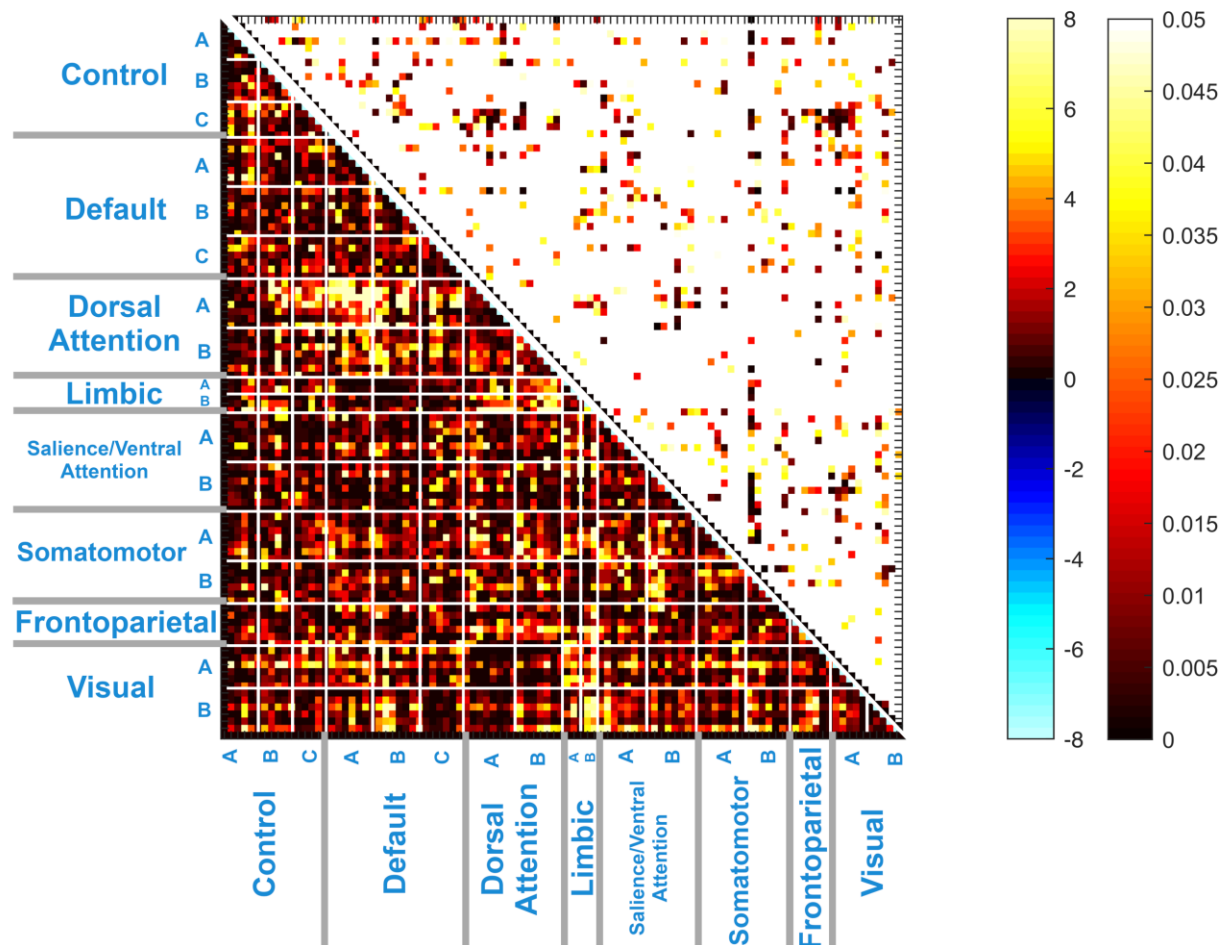 Control
A
B
C
Default
A
B
C
Dorsal
Attention
A
B
Limbic
A
B
Salience/Ventral
Attention
A
B
Somatomotor
A
B
Frontoparietal
Visual
A
B
A
B
C
A
B
C
A
B
A
B
A
B
A
B
A
B
Control
Default
Dorsal
Attention
Limbic
Salience/Ventral
Attention
Somatomotor
Frontoparietal
Visual
8
6
4
2
0
-2
-4
-6
-8
0.05
0.045
0.04
0.035
0.03
0.025
0.02
0.015
0.01
0.005
0